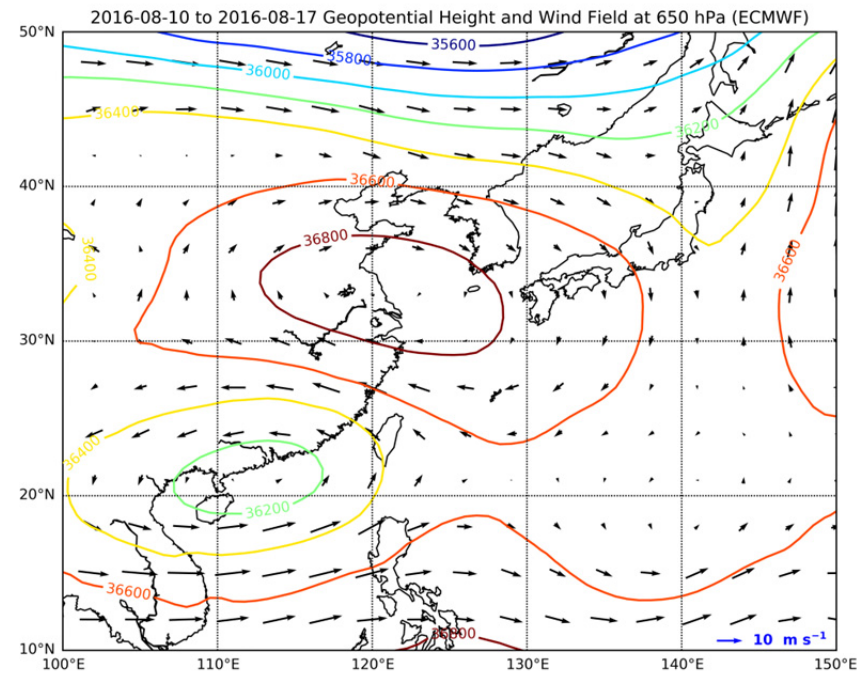 2016-08-10 to 2016-08-17 Geopotential Height and Wind Field at 650 hPa (ECMWF)
50°N
35600
35800
36000
36400
36200
40°N
36600
36800
36400
36600
30°N
36400
20°N
36200
36600
36800
10 m s⁻¹
10°N
100°E 110°E 120°E 130°E 140°E 150°E